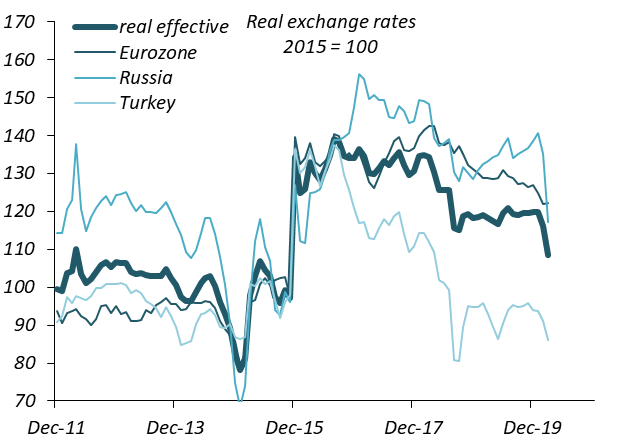 Real exchange rates
2015 = 100
real effective
Eurozone
Russia
Turkey
170
160
150
140
130
120
110
100
90
80
70
Dec-11 Dec-13 Dec-15 Dec-17 Dec-19